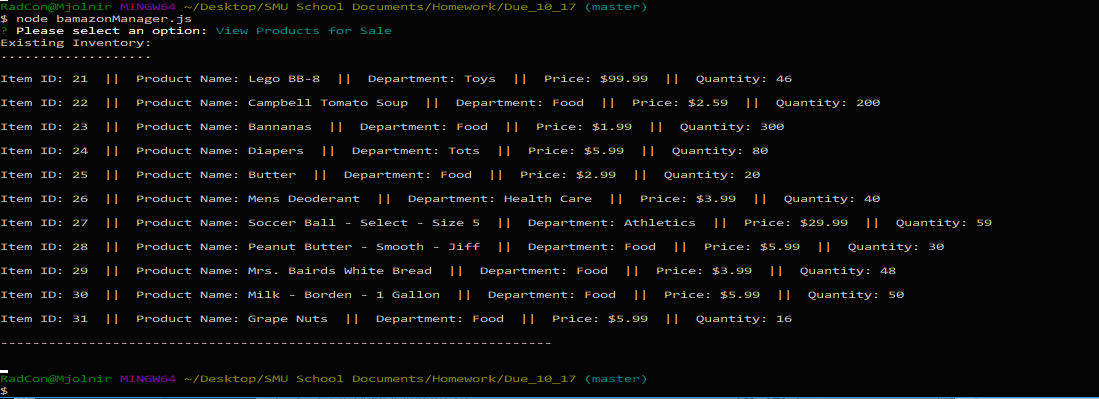 RadCon@Mjolnir MINGW64 ~/Desktop/SMU School Documents/Homework/Due_10_17 (master)
$ node bamazonManager.js
? Please select an option: View Products for Sale
Existing Inventory:
-------------------
Item ID: 21 || Product Name: Lego BB-8 || Department: Toys || Price: $99.99 || Quantity: 46
Item ID: 22 || Product Name: Campbell Tomato Soup || Department: Food || Price: $2.59 || Quantity: 200
Item ID: 23 || Product Name: Bannanas || Department: Food || Price: $1.99 || Quantity: 300
Item ID: 24 || Product Name: Diapers || Department: Tots || Price: $5.99 || Quantity: 80
Item ID: 25 || Product Name: Butter || Department: Food || Price: $2.99 || Quantity: 20
Item ID: 26 || Product Name: Mens Deoderant || Department: Health Care || Price: $3.99 || Quantity: 40
Item ID: 27 || Product Name: Soccer Ball - Select - Size 5 || Department: Athletics || Price: $29.99 || Quantity: 59
Item ID: 28 || Product Name: Peanut Butter - Smooth - Jiff || Department: Food || Price: $5.99 || Quantity: 30
Item ID: 29 || Product Name: Mrs. Bairds White Bread || Department: Food || Price: $3.99 || Quantity: 48
Item ID: 30 || Product Name: Milk - Borden - 1 Gallon || Department: Food || Price: $5.99 || Quantity: 50
Item ID: 31 || Product Name: Grape Nuts || Department: Food || Price: $5.99 || Quantity: 16
---------------------------------------------------------------------
RadCon@Mjolnir MINGW64 ~/Desktop/SMU School Documents/Homework/Due_10_17 (master)
$